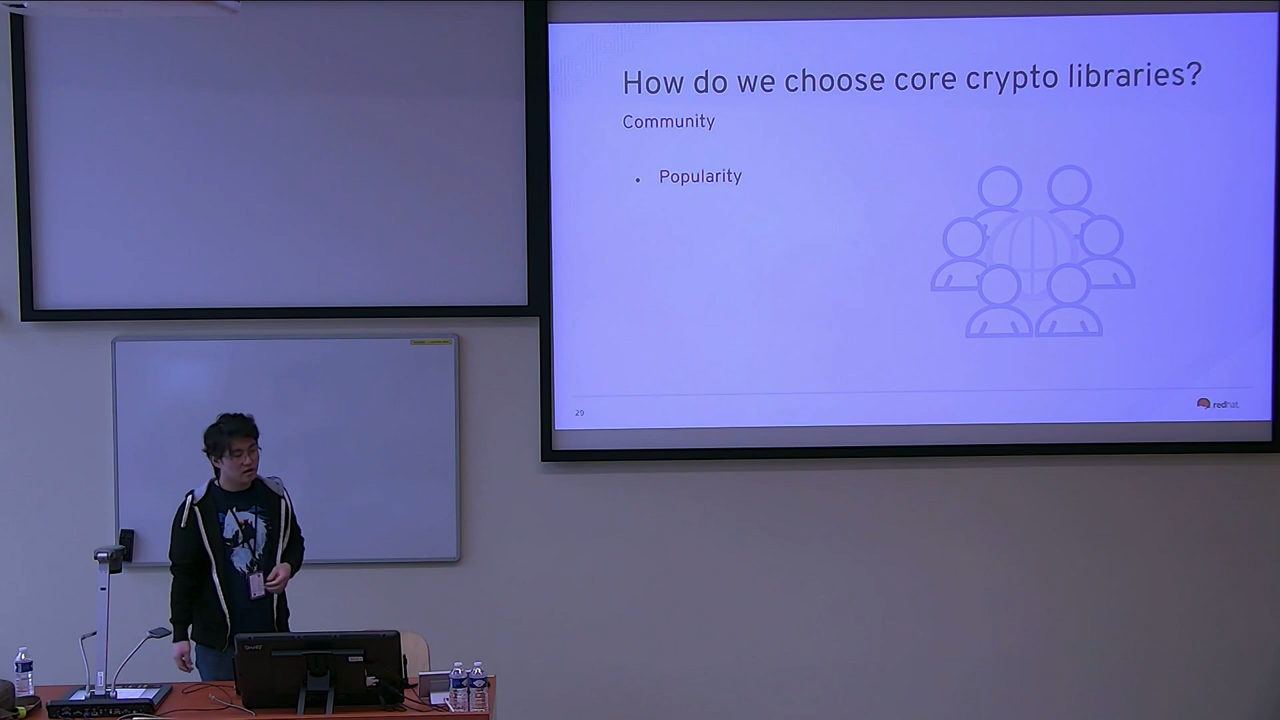 How do we choose core crypto libraries?
Community
• Popularity
29
redhat